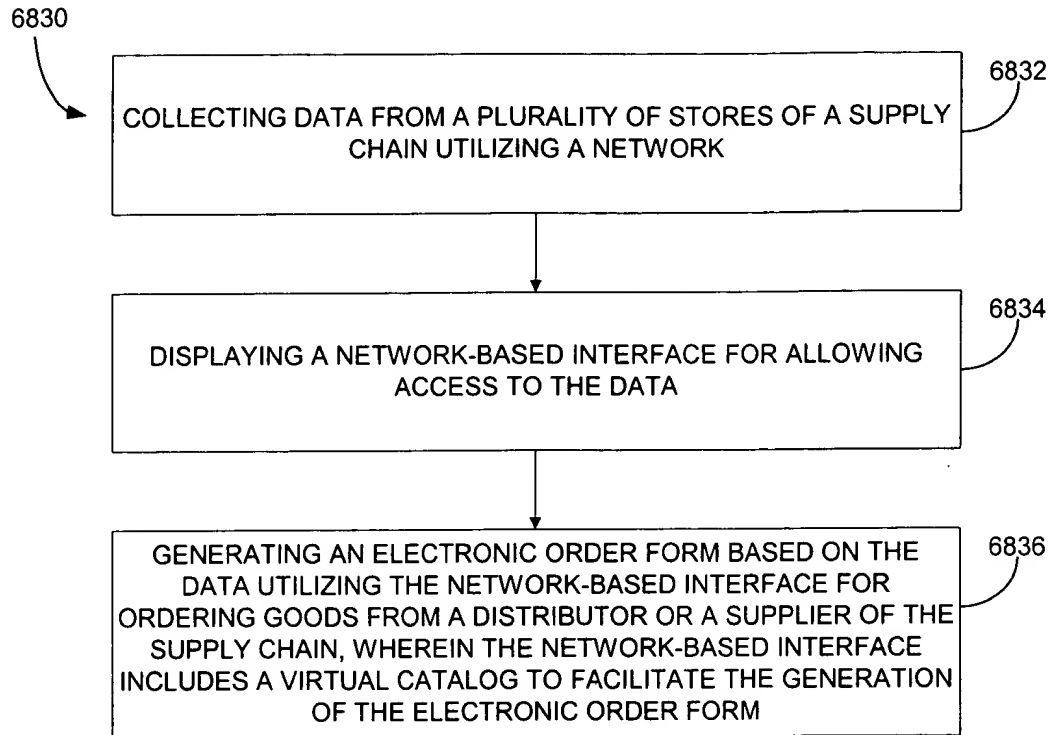 6830
6832
COLLECTING DATA FROM A PLURALITY OF STORES OF A SUPPLY
CHAIN UTILIZING A NETWORK
6834
DISPLAYING A NETWORK-BASED INTERFACE FOR ALLOWING
ACCESS TO THE DATA
6836
GENERATING AN ELECTRONIC ORDER FORM BASED ON THE
DATA UTILIZING THE NETWORK-BASED INTERFACE FOR
ORDERING GOODS FROM A DISTRIBUTOR OR A SUPPLIER OF THE
SUPPLY CHAIN, WHEREIN THE NETWORK-BASED INTERFACE
INCLUDES A VIRTUAL CATALOG TO FACILITATE THE GENERATION
OF THE ELECTRONIC ORDER FORM